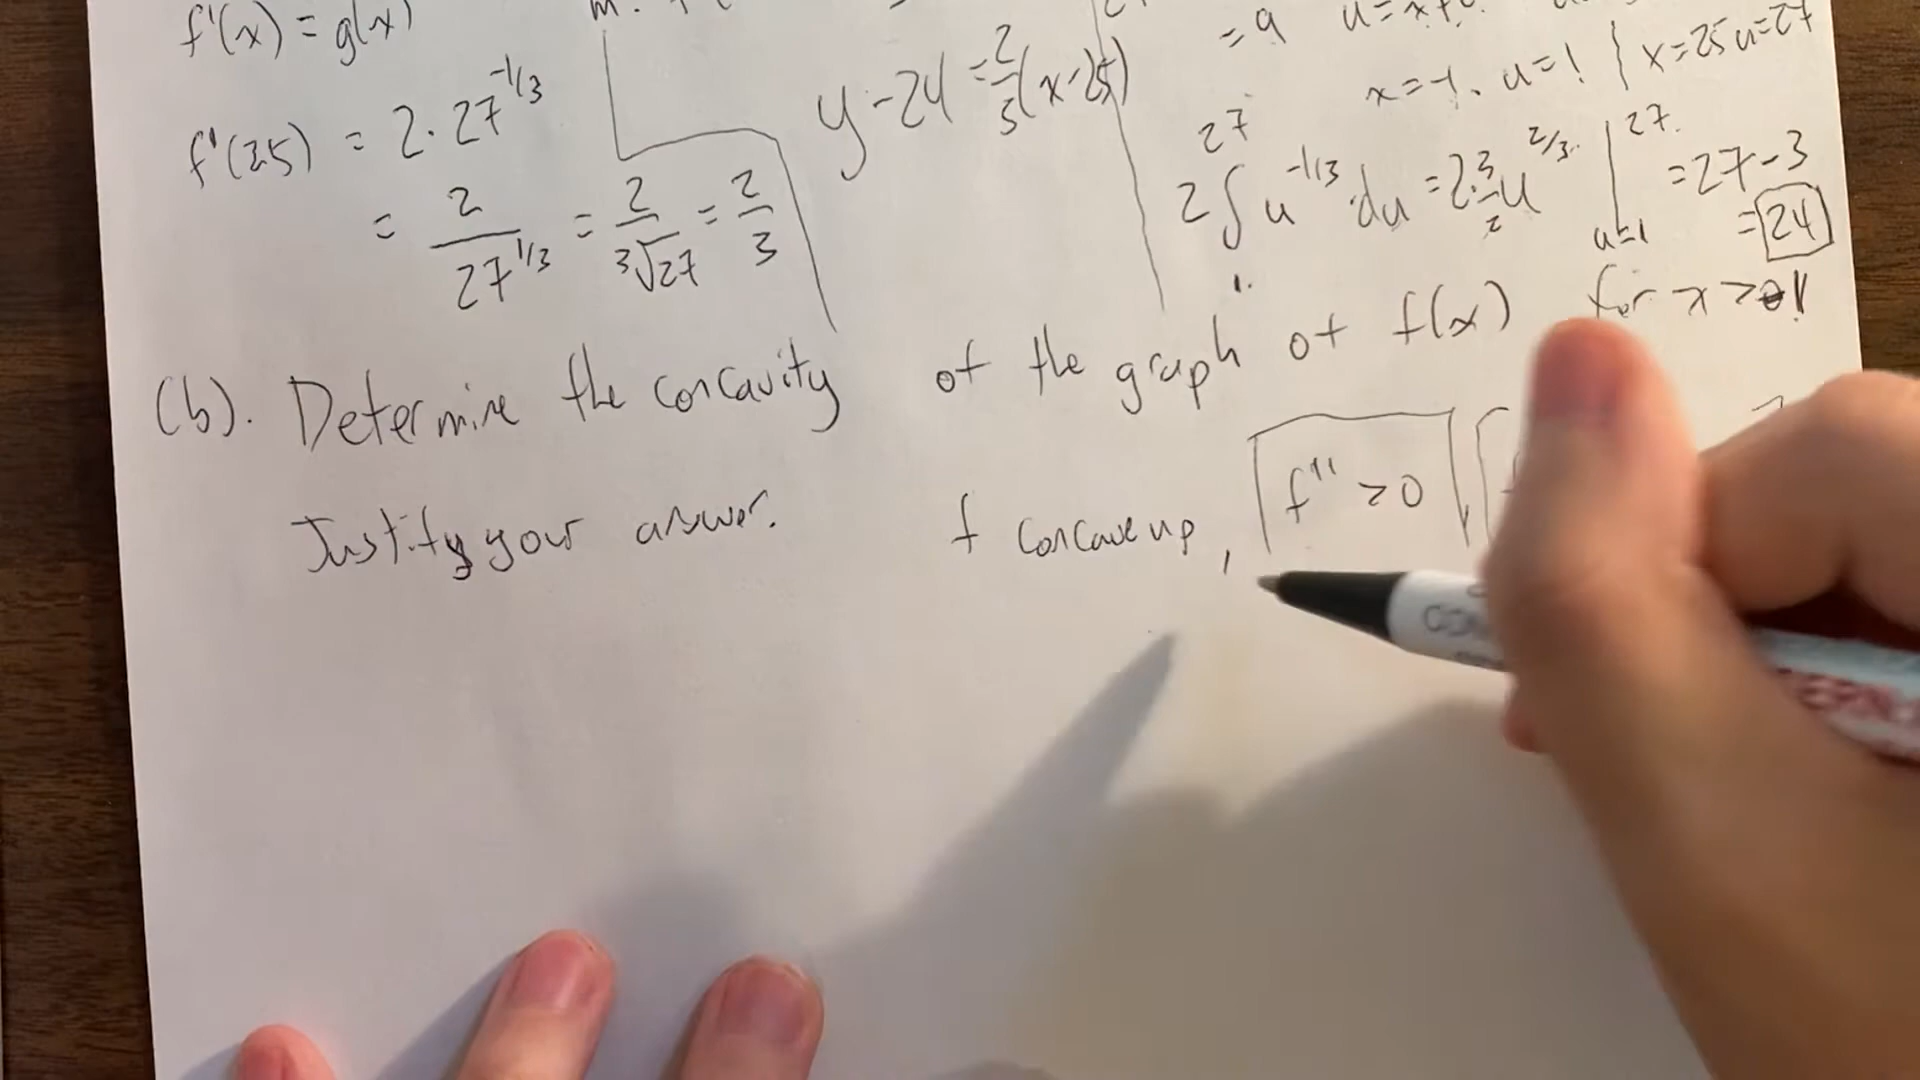 f'(x) = g(x)
f'(25) = 2 · 27^{-1/3}
= 2/27^{1/3} = 2/∛27 = 2/3
y - 24 = 2/3 (x - 25)
= 9
x = -1. u = 1 { x = 25 u = 27
2 ∫_{1}^{27} u^{-1/3} du = 2 · 3/2 u^{2/3} |_{u=1}^{27} = 27 - 3
= 24
(b). Determine the concavity of the graph of f(x) for x > 1
Justify your answer. f concave up, f'' > 0